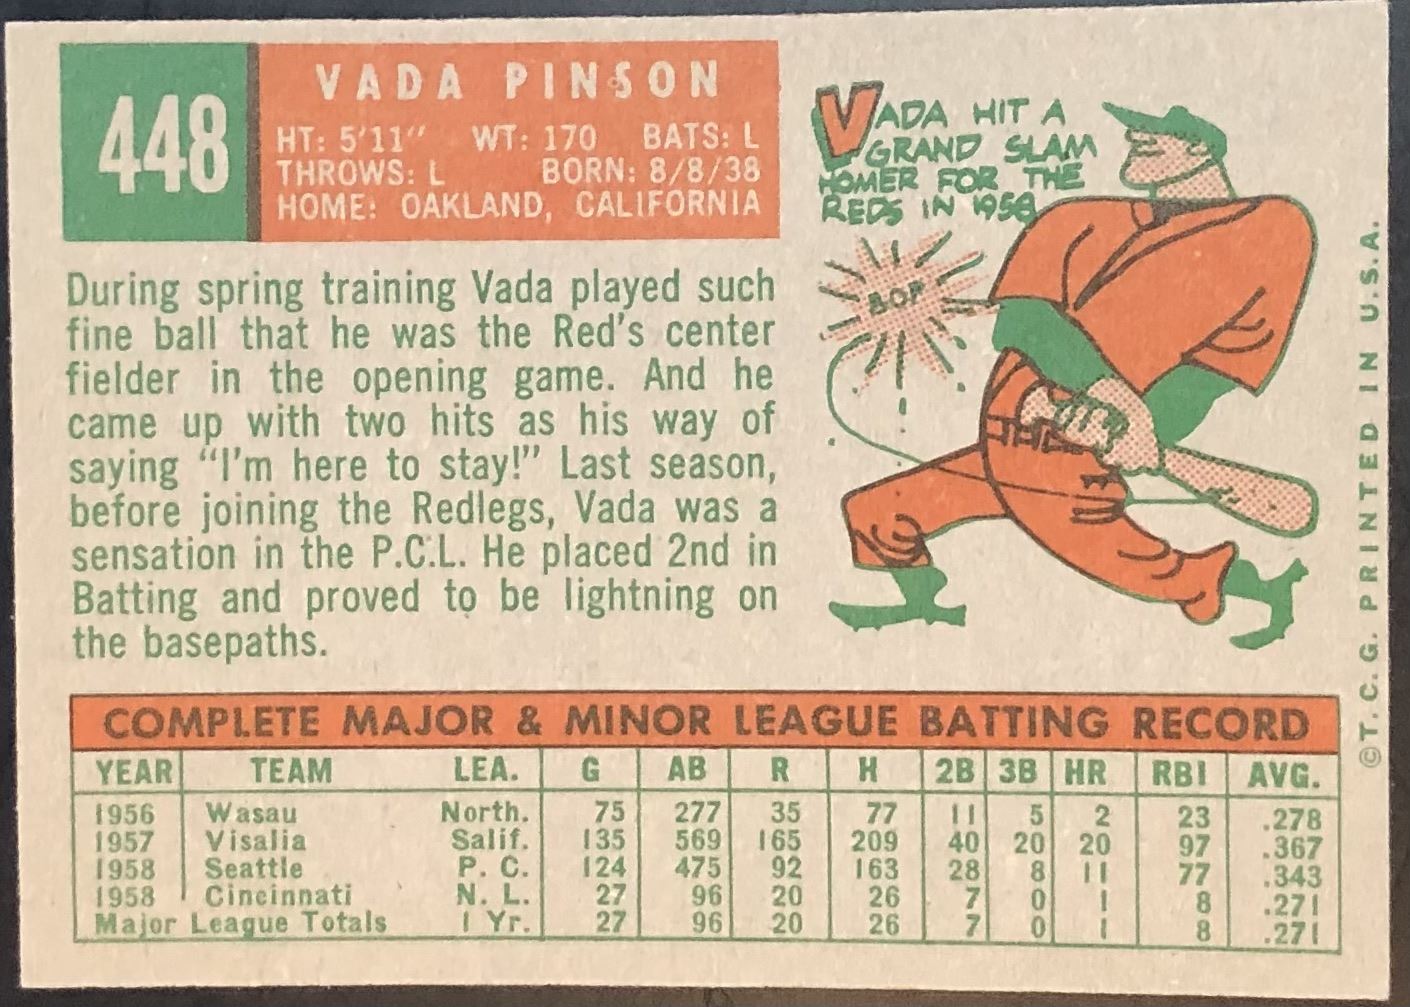 448
VADA PINSON
HT: 5'11" WT: 170 BATS: L
THROWS: L BORN: 8/8/38
HOME: OAKLAND, CALIFORNIA
VADA HIT A
GRAND SLAM
HOMER FOR THE
REDS IN 1958
BOP
During spring training Vada played such
fine ball that he was the Red's center
fielder in the opening game. And he
came up with two hits as his way of
saying "I'm here to stay!" Last season,
before joining the Redlegs, Vada was a
sensation in the P.C.L. He placed 2nd in
Batting and proved to be lightning on
the basepaths.
COMPLETE MAJOR & MINOR LEAGUE BATTING RECORD
YEAR TEAM LEA. G AB R H 2B 3B HR RBI AVG.
1956 Wasau North. 75 277 35 77 11 5 2 23 .278
1957 Visalia Salif. 135 569 165 209 40 20 20 97 .367
1958 Seattle P. C. 124 475 92 163 28 8 11 77 .343
1958 Cincinnati N. L. 27 96 20 26 7 0 1 8 .271
Major League Totals 1 Yr. 27 96 20 26 7 0 1 8 .271
©T.C.G. PRINTED IN U.S.A.